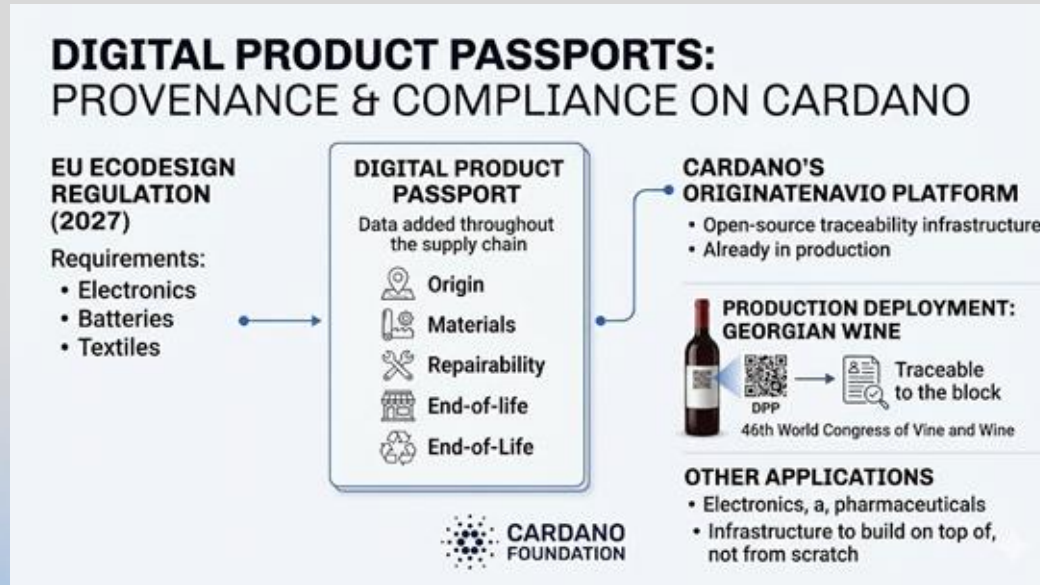 DIGITAL PRODUCT PASSPORTS:
PROVENANCE & COMPLIANCE ON CARDANO
EU ECODESIGN
REGULATION
(2027)
Requirements:
• Electronics
• Batteries
• Textiles
DIGITAL PRODUCT
PASSPORT
Data added throughout
the supply chain
Origin
Materials
Repairability
End-of-life
End-of-Life
CARDANO'S
ORIGINATENAVIO PLATFORM
• Open-source traceability infrastructure
• Already in production
PRODUCTION DEPLOYMENT:
GEORGIAN WINE
DPP
Traceable
to the block
46th World Congress of Vine and Wine
OTHER APPLICATIONS
• Electronics, a, pharmaceuticals
• Infrastructure to build on top of,
not from scratch
CARDANO
FOUNDATION